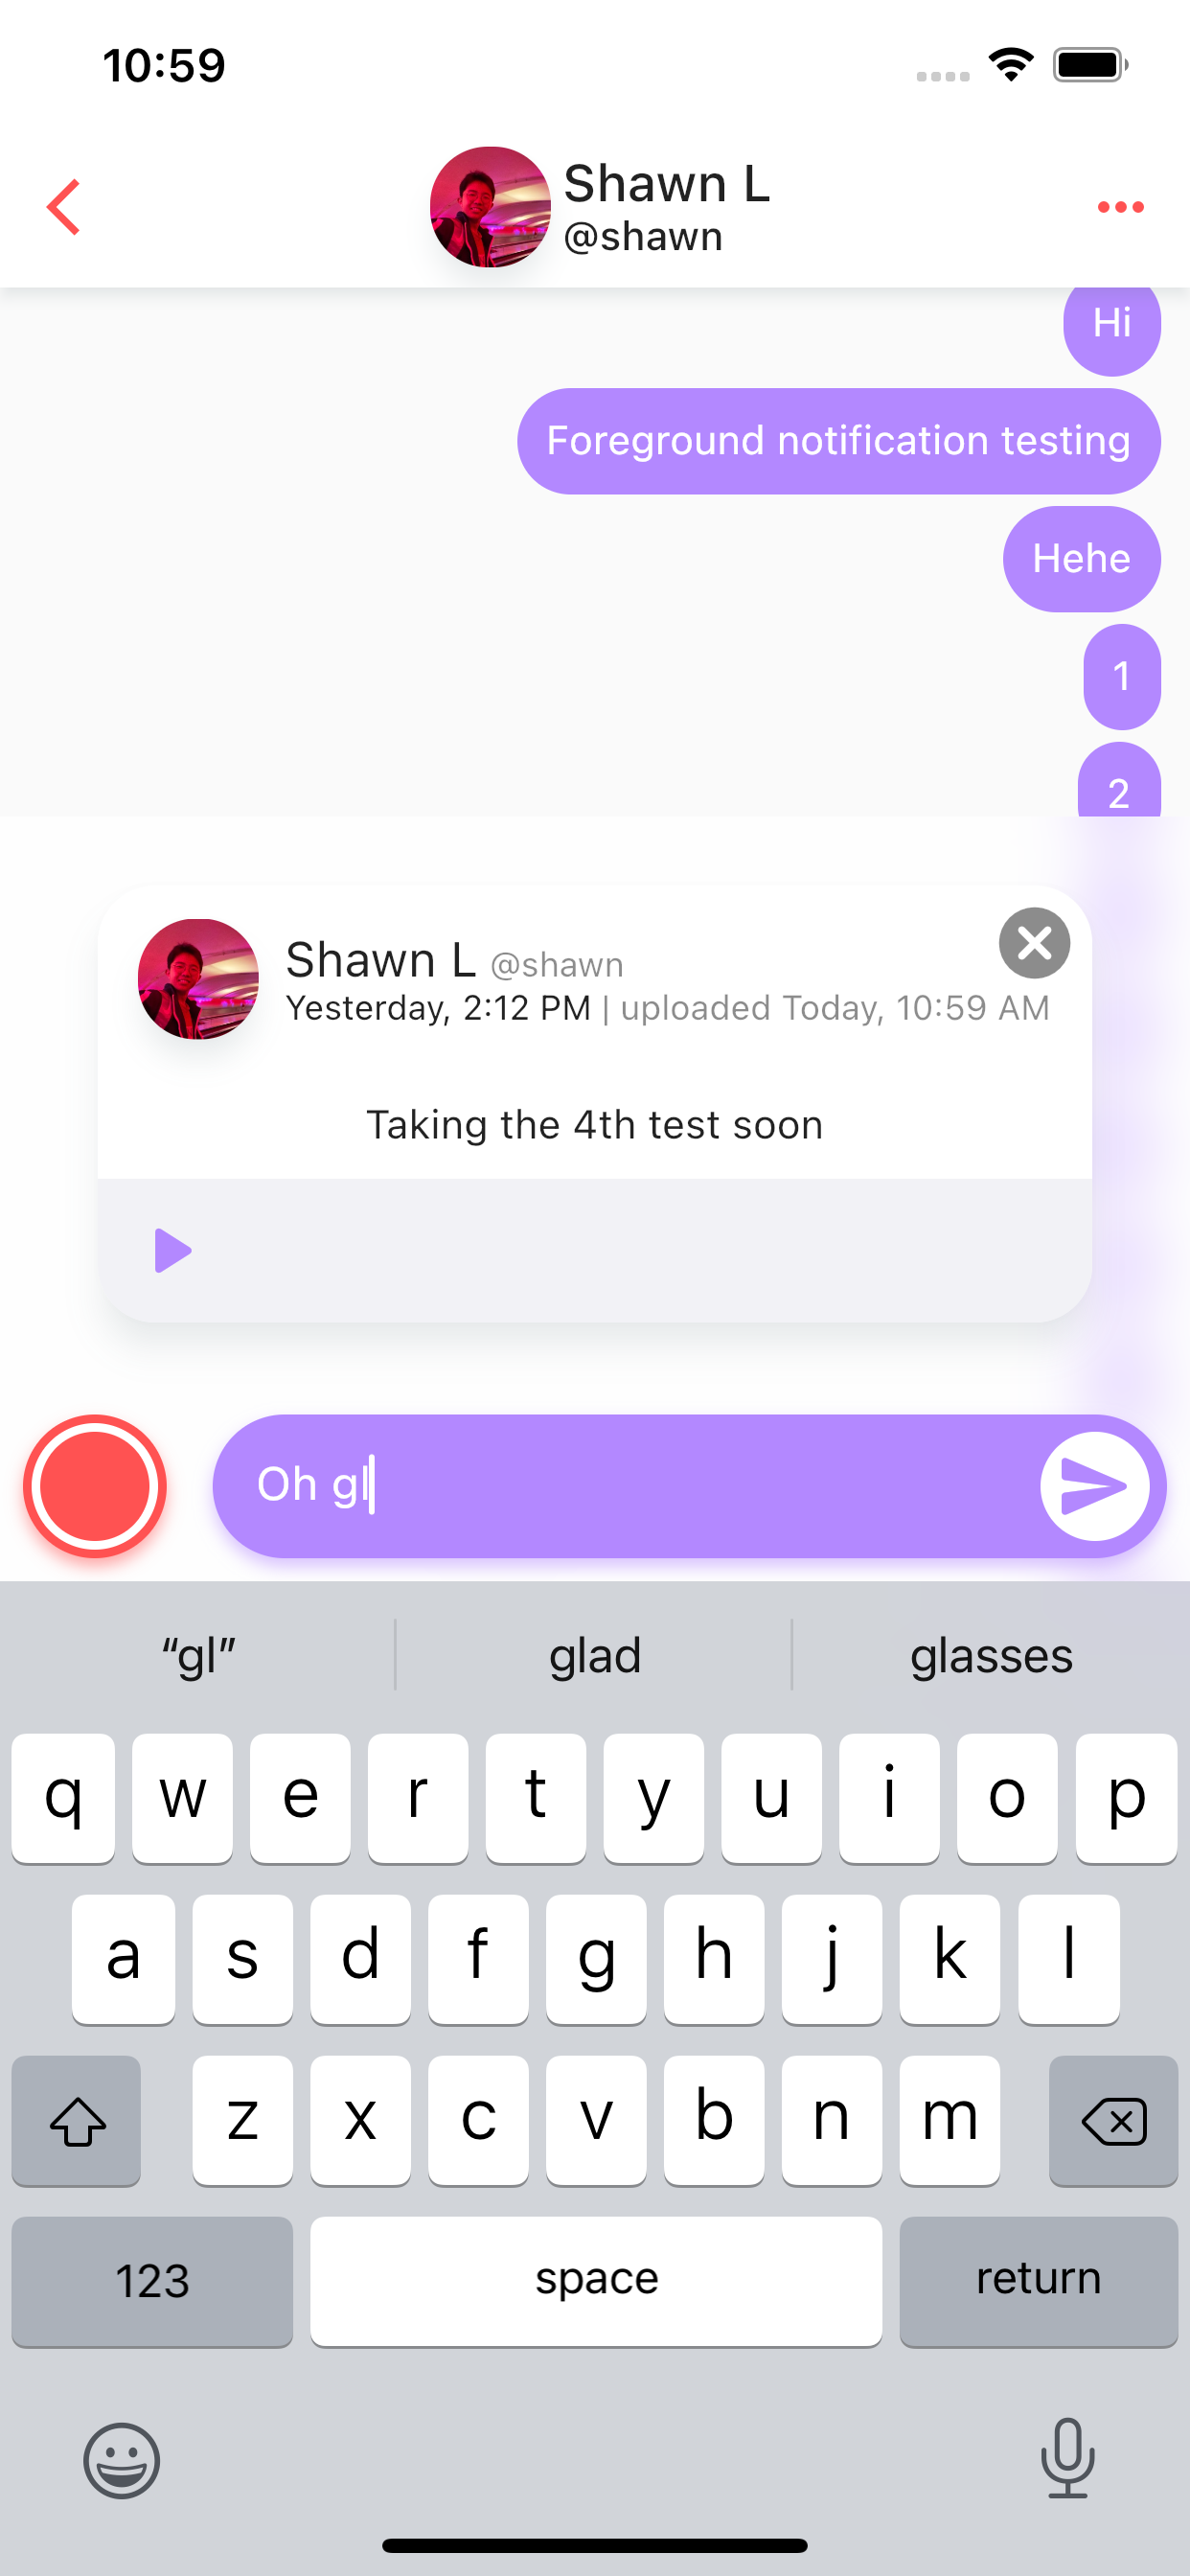 10:59
Shawn L
@shawn
Hi
Foreground notification testing
Hehe
1
2
Shawn L @shawn
Yesterday, 2:12 PM | uploaded Today, 10:59 AM
Taking the 4th test soon
Oh gl
“gl” glad glasses
q w e r t y u i o p
a s d f g h j k l
z x c v b n m
123 space return